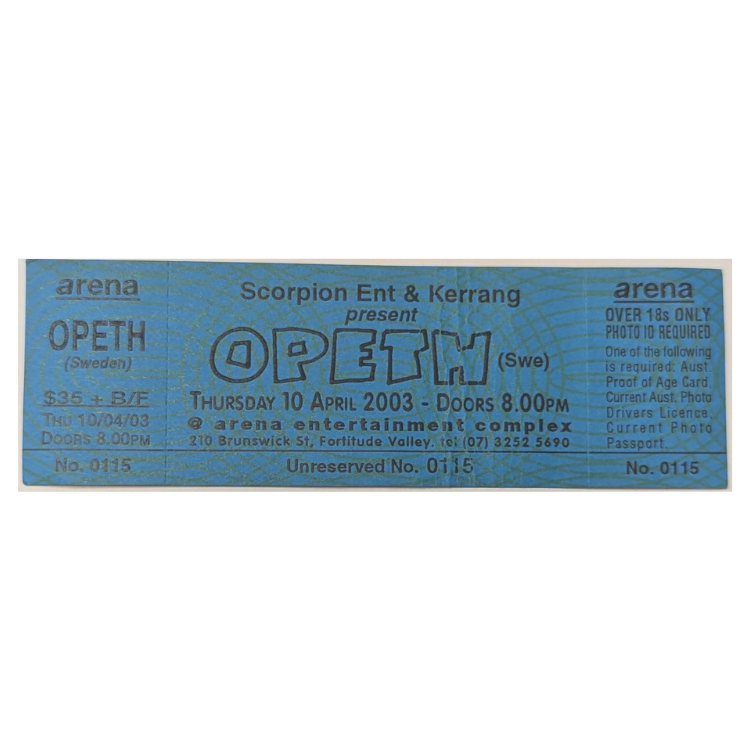 arena
OPETH
(Sweden)
$35 + B/F
THU 10/04/03
DOORS 8.00PM
No. 0115
Scorpion Ent & Kerrang
present
OPETH (Swe)
THURSDAY 10 APRIL 2003 - DOORS 8.00PM
@ arena entertainment complex
210 BRUNSWICK ST, FORTITUDE VALLEY. tel (07) 3252 5690
Unreserved No. 0115
arena
OVER 18s ONLY
PHOTO ID REQUIRED
One of the following
is required: Aust.
Proof of Age Card,
Current Aust. Photo
Drivers Licence,
Current Photo
Passport.
No. 0115